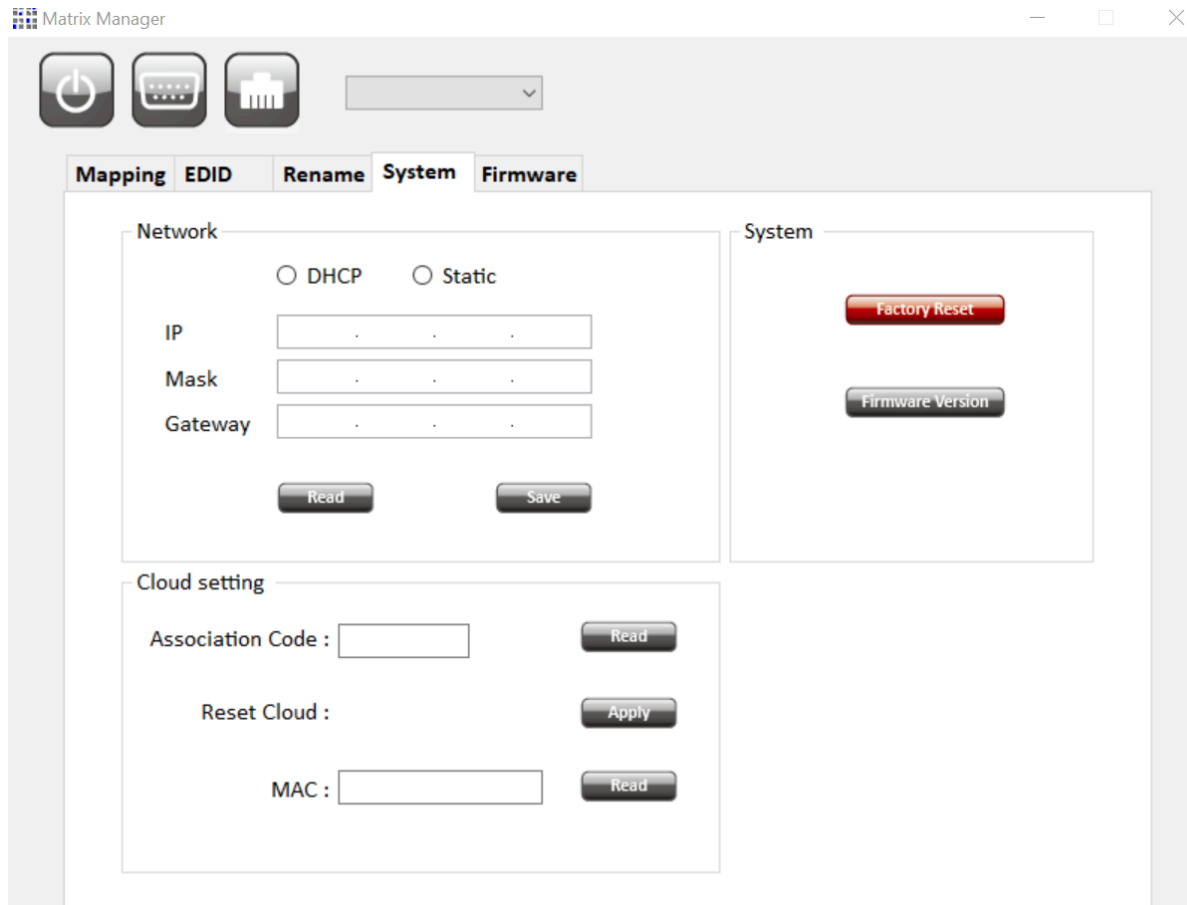 Matrix Manager
Mapping EDID Rename System Firmware
Network
DHCP Static
IP . . .
Mask . . .
Gateway . . .
Read Save
System
Factory Reset
Firmware Version
Cloud setting
Association Code : Read
Reset Cloud : Apply
MAC : Read